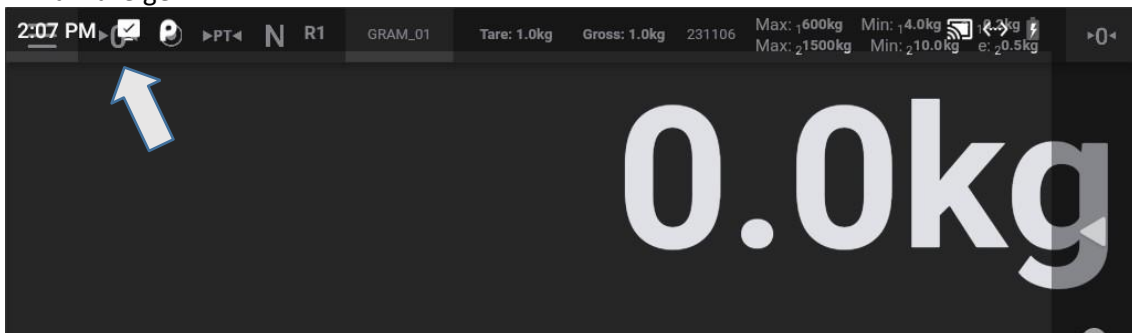 2:07 PM ▸PT◂ N R1 GRAM_01 Tare: 1.0kg Gross: 1.0kg 231106 Max: ₁600kg Min: ₁4.0kg ▸0◂
Max: ₂1500kg Min: ₂10.0kg e: ₂0.5kg
0.0kg